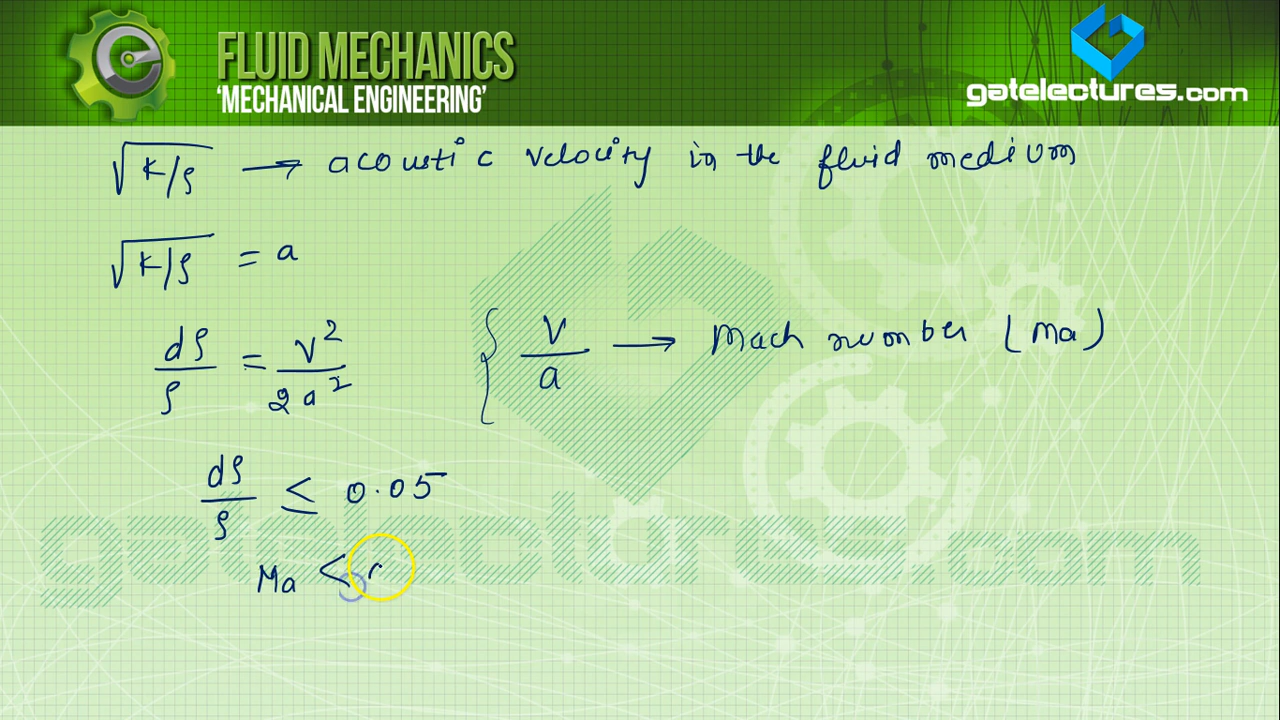 FLUID MECHANICS
'MECHANICAL ENGINEERING'
gatelectures.com
√K/ρ → acoustic velocity in the fluid medium
√K/ρ = a
dρ/ρ = V²/2a² { V/a → Mach number (Ma)
dρ/ρ ≤ 0.05
Ma <
gatelectures.com